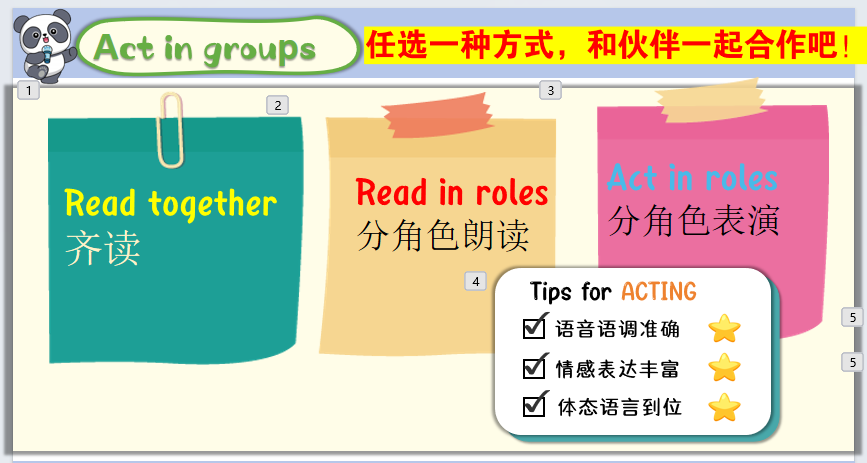 Act in groups
任选一种方式，和伙伴一起合作吧！
1
2
3
Read together
齐读
Read in roles
分角色朗读
Act in roles
分角色表演
4
Tips for ACTING
语音语调准确
情感表达丰富
体态语言到位
5
5